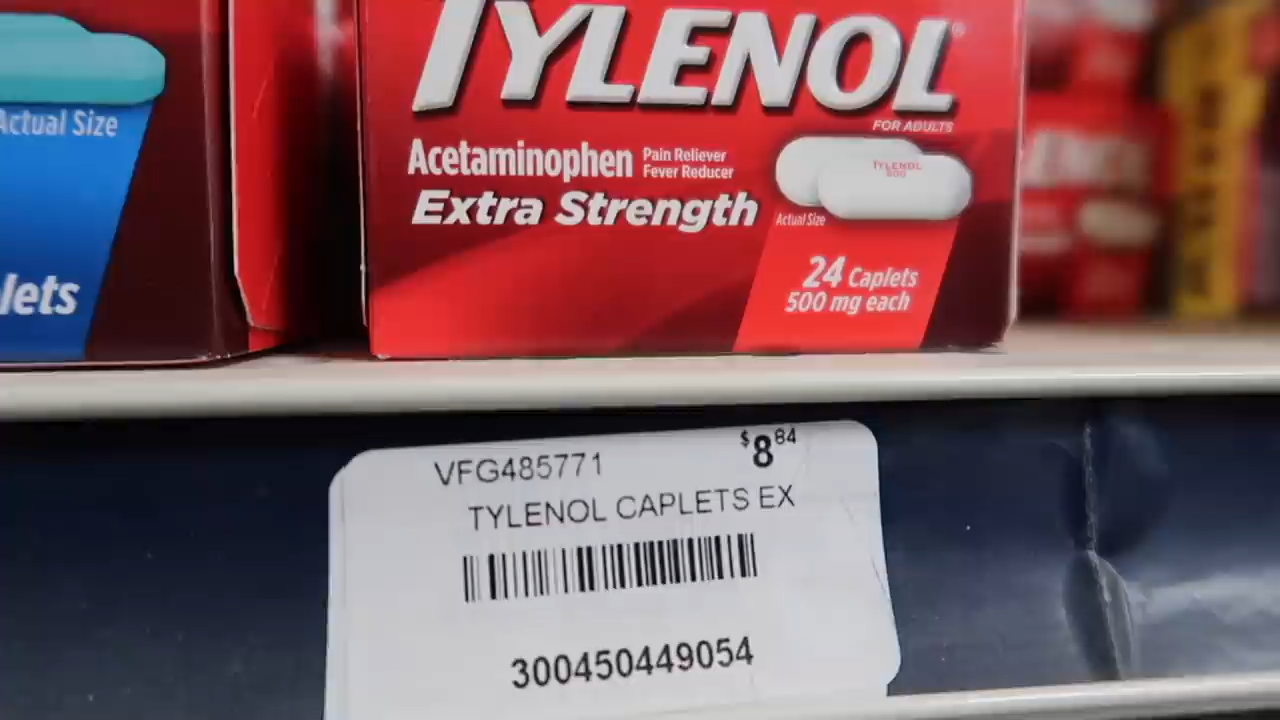 TYLENOL®
FOR ADULTS
Acetaminophen
Pain Reliever
Fever Reducer
Extra Strength
TYLENOL
500
Actual Size
24 Caplets
500 mg each
Actual Size
lets
VFG485771
$8 84
TYLENOL CAPLETS EX
300450449054